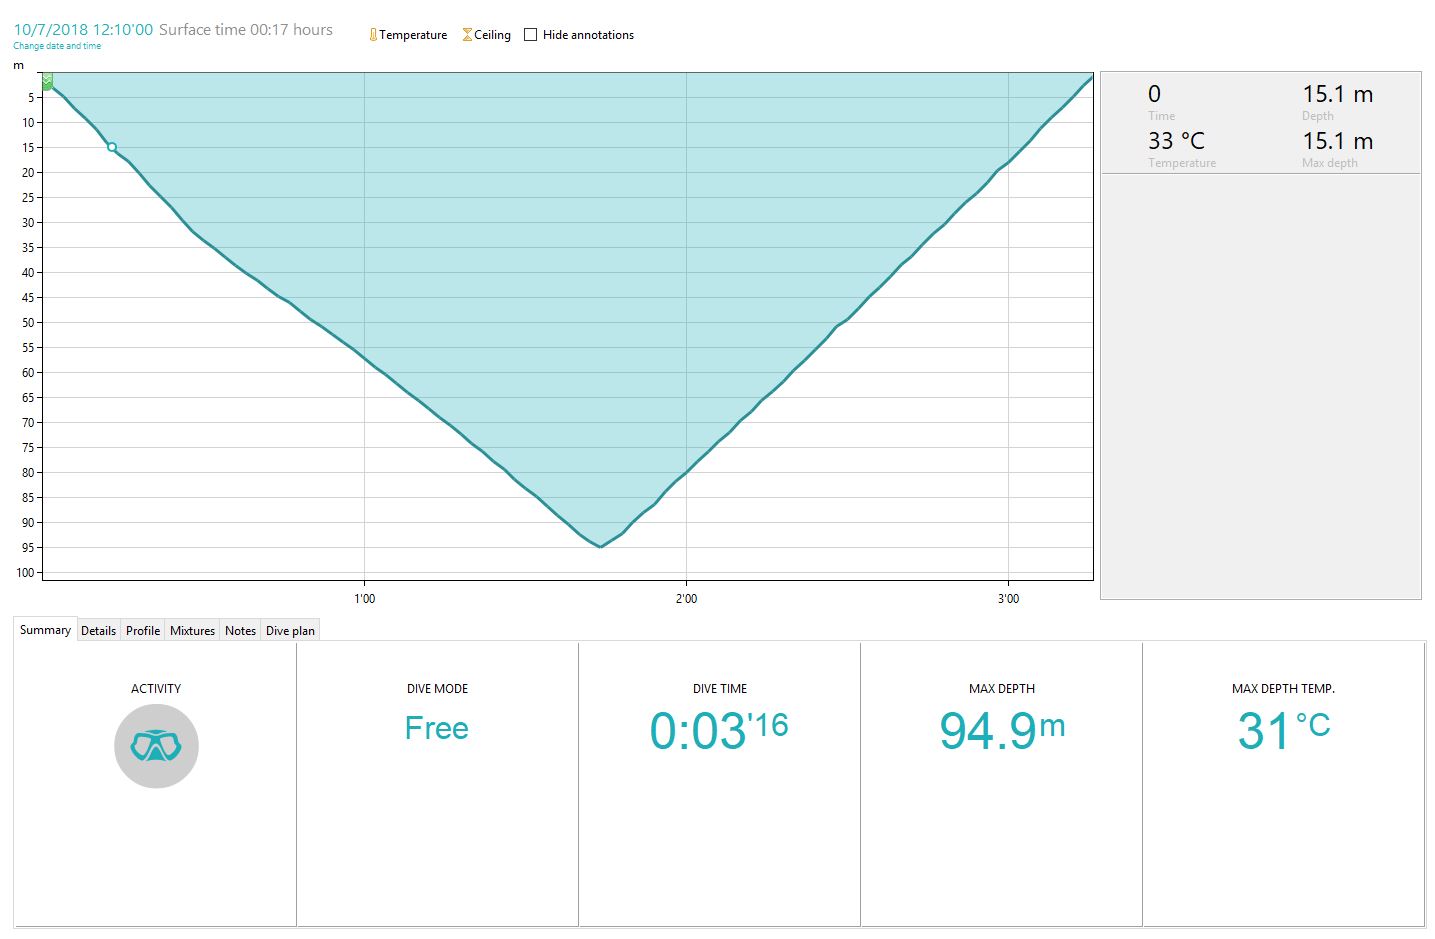 10/7/2018 12:10'00 Surface time 00:17 hours
Change date and time
Temperature Ceiling Hide annotations
m
5
10
15
20
25
30
35
40
45
50
55
60
65
70
75
80
85
90
95
100
1'00 2'00 3'00
0 15.1 m
Time Depth
33 °C 15.1 m
Temperature Max depth
Summary Details Profile Mixtures Notes Dive plan
ACTIVITY DIVE MODE DIVE TIME MAX DEPTH MAX DEPTH TEMP.
Free 0:03'16 94.9m 31°C